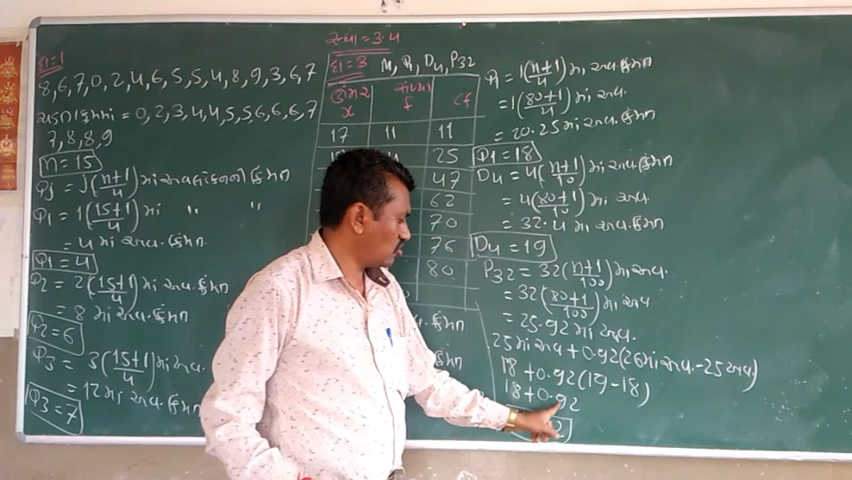 દા=1
8,6,7,0,2,4,6,5,5,4,8,9,3,6,7
ચડતા ક્રમમાં = 0,2,3,4,4,5,5,6,6,6,7
7,8,8,9
n=15
Qj = j(n+1/4) માં અવલોકનની કિંમત
Q1 = 1(15+1/4) માં " "
= 4 માં અવ. કિંમત.
Q1=4
Q2 = 2(15+1/4) માં અવ. કિંમત
= 8 માં અવ. કિંમત
Q2=6
Q3 = 3(15+1/4) માં અવ.
= 12 માં અવ. કિંમત
Q3=7
સ્વા = 3.4
દા=3 M, Q, D4, P32
x f cf
17 11 11
25
47
62
70
76
80
કિંમત
Q1 = 1(n+1/4) માં અવ કિંમત
= 1(80+1/4) માં અવ.
= 20.25 માં અવ. કિંમત
Q1=18
D4 = 4(n+1/10) માં અવ કિંમત
= 4(80+1/10) માં અવ
= 32.4 માં અવ. કિંમત
D4=19
P32 = 32(n+1/100) માં અવ.
= 32(80+1/100) માં અવ
= 25.92 માં અવ.
25 માં અવ + 0.92(26 માં અવ. - 25 અવ)
18 + 0.92(19-18)
18+0.92